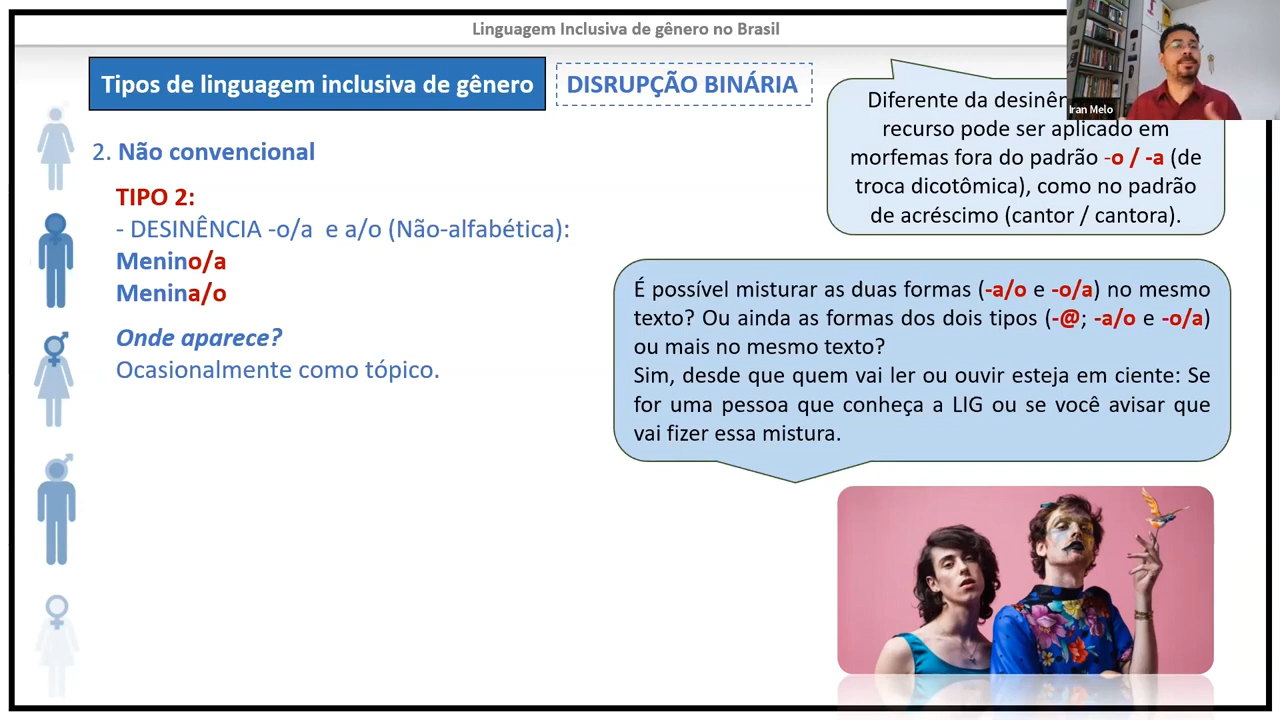 Linguagem Inclusiva de gênero no Brasil
Tipos de linguagem inclusiva de gênero
DISRUPÇÃO BINÁRIA
Iran Melo
2. Não convencional
TIPO 2:
- DESINÊNCIA -o/a e a/o (Não-alfabética):
Menino/a
Menina/o
Onde aparece?
Ocasionalmente como tópico.
Diferente da
recurso pode ser aplicado em
morfemas fora do padrão -o / -a (de
troca dicotômica), como no padrão
de acréscimo (cantor / cantora).
É possível misturar as duas formas (-a/o e -o/a) no mesmo
texto? Ou ainda as formas dos dois tipos (-@; -a/o e -o/a)
ou mais no mesmo texto?
Sim, desde que quem vai ler ou ouvir esteja em ciente: Se
for uma pessoa que conheça a LIG ou se você avisar que
vai fizer essa mistura.